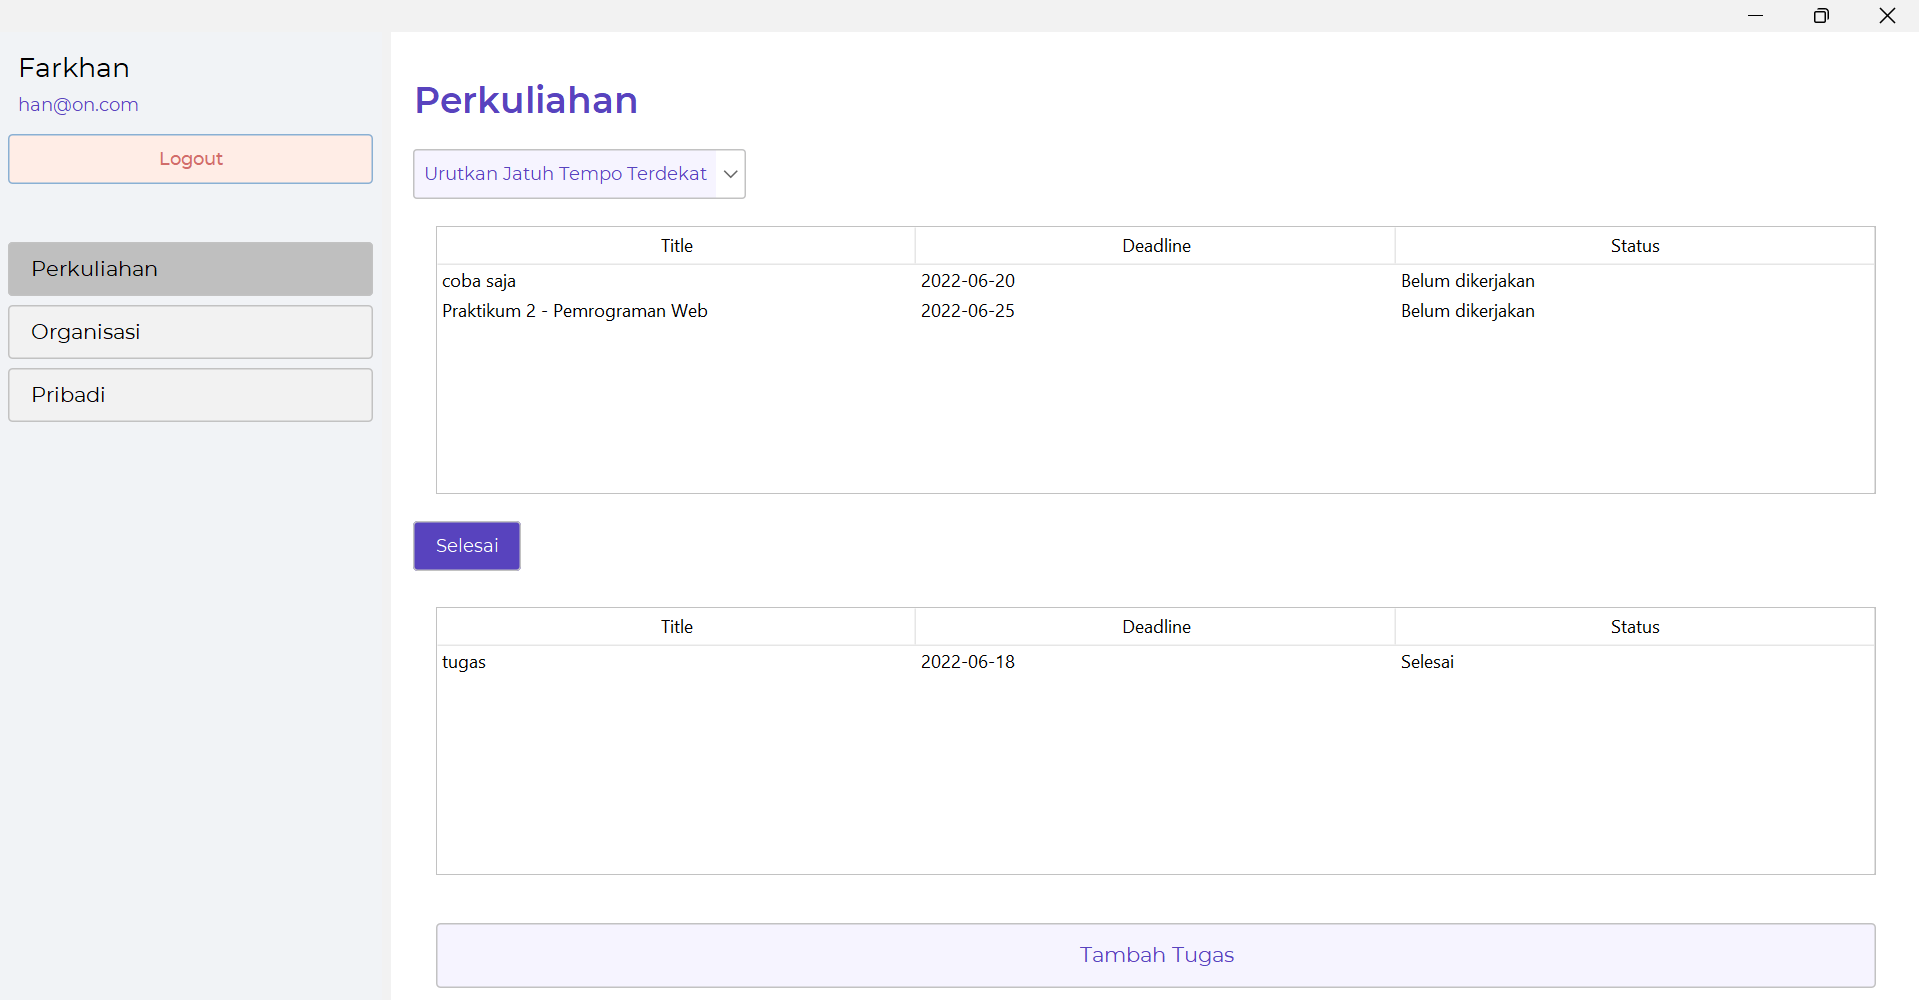 Farkhan
han@on.com
Logout
Perkuliahan
Organisasi
Pribadi
Perkuliahan
Urutkan Jatuh Tempo Terdekat
Title Deadline Status
coba saja 2022-06-20 Belum dikerjakan
Praktikum 2 - Pemrograman Web 2022-06-25 Belum dikerjakan
Selesai
Title Deadline Status
tugas 2022-06-18 Selesai
Tambah Tugas